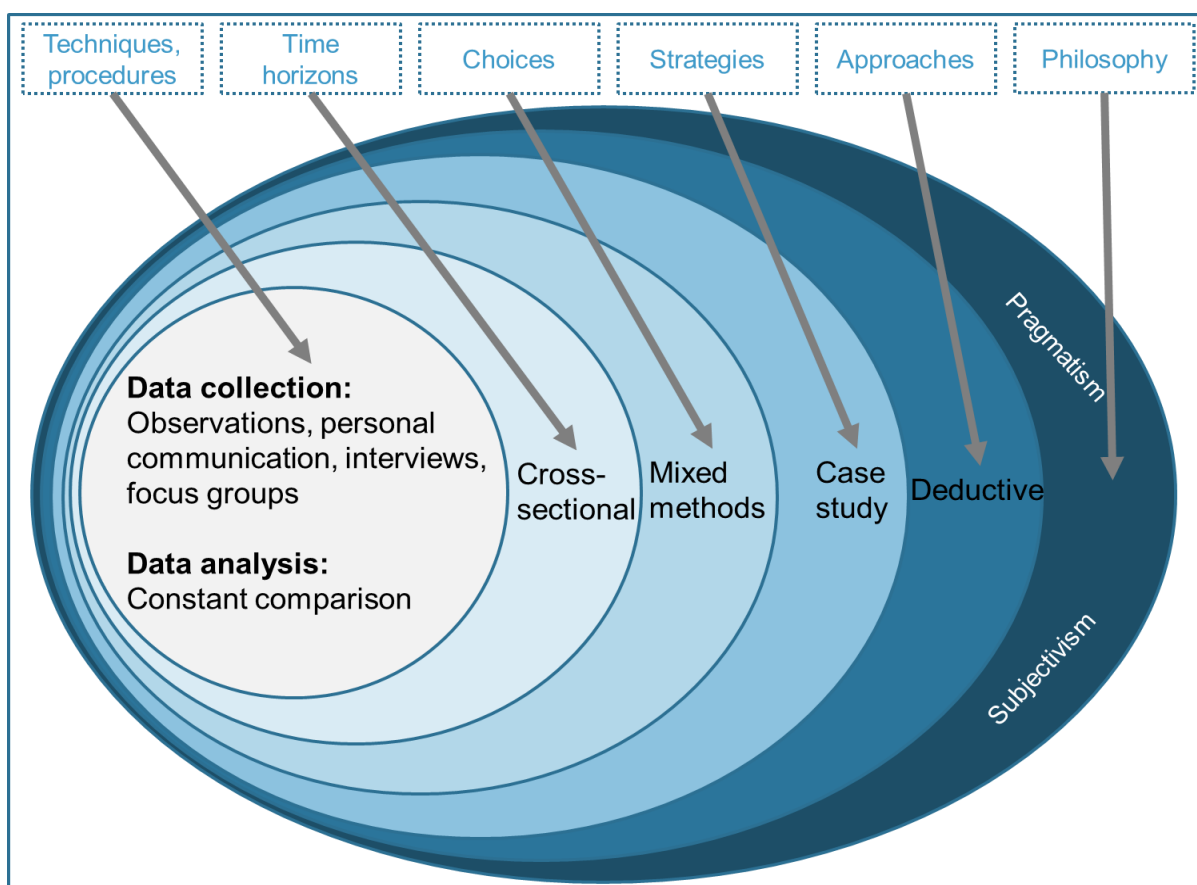 Techniques,
procedures
Time
horizons
Choices
Strategies
Approaches
Philosophy
Pragmatism
Data collection:
Observations, personal
communication, interviews,
focus groups
Cross-
sectional
Mixed
methods
Case
study
Deductive
Data analysis:
Constant comparison
Subjectivism